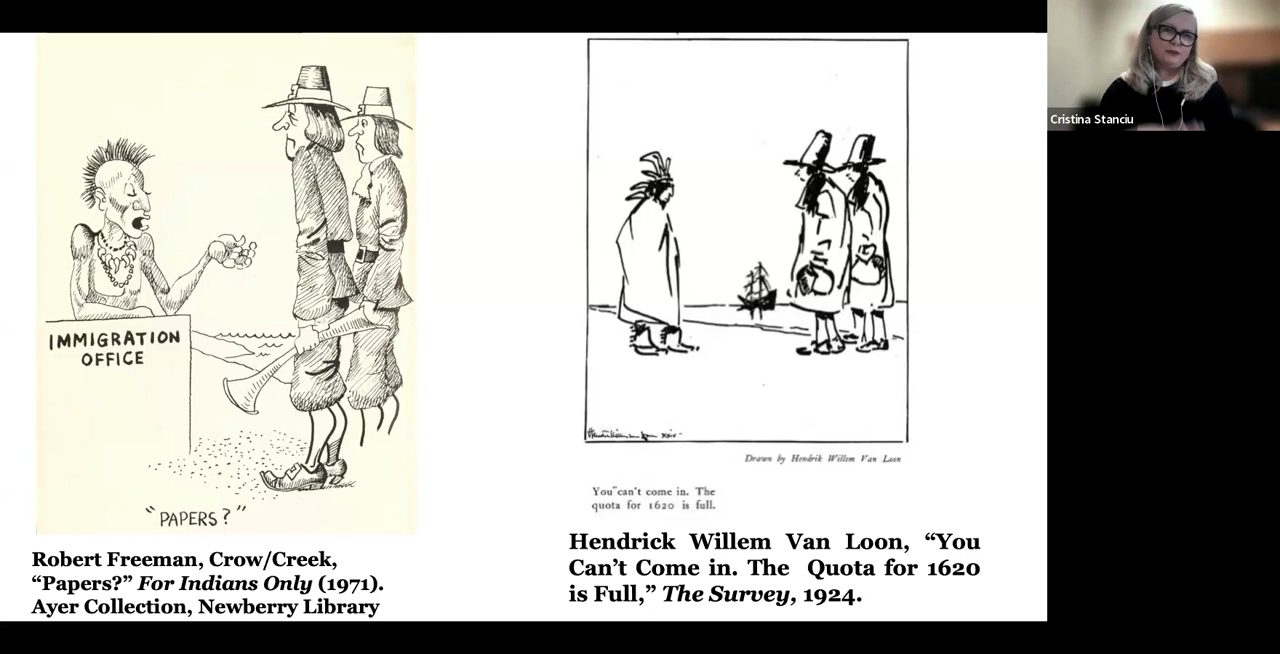 IMMIGRATION
OFFICE
"PAPERS?"
Robert Freeman, Crow/Creek,
“Papers?” For Indians Only (1971).
Ayer Collection, Newberry Library
Drawn by Hendrik Willem Van Loon
You can't come in. The
quota for 1620 is full.
Hendrick Willem Van Loon, “You
Can’t Come in. The Quota for 1620
is Full,” The Survey, 1924.
Cristina Stanciu